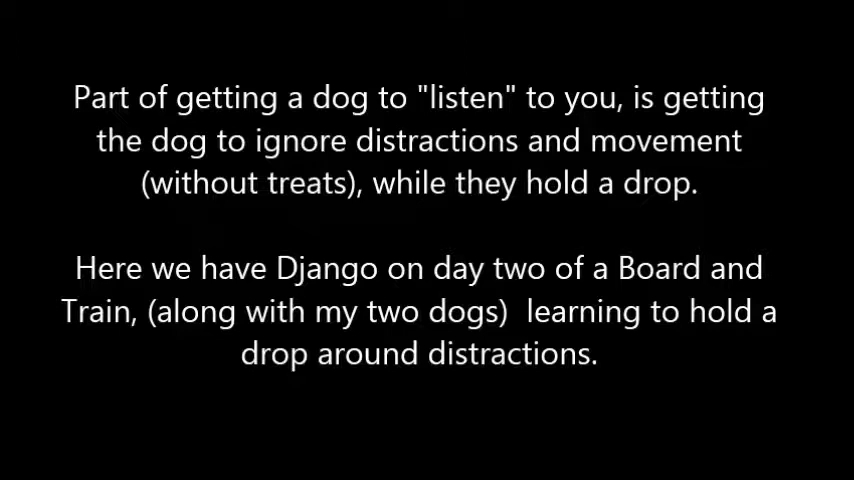 Part of getting a dog to "listen" to you, is getting
the dog to ignore distractions and movement
(without treats), while they hold a drop.
Here we have Django on day two of a Board and
Train, (along with my two dogs)  learning to hold a
drop around distractions.